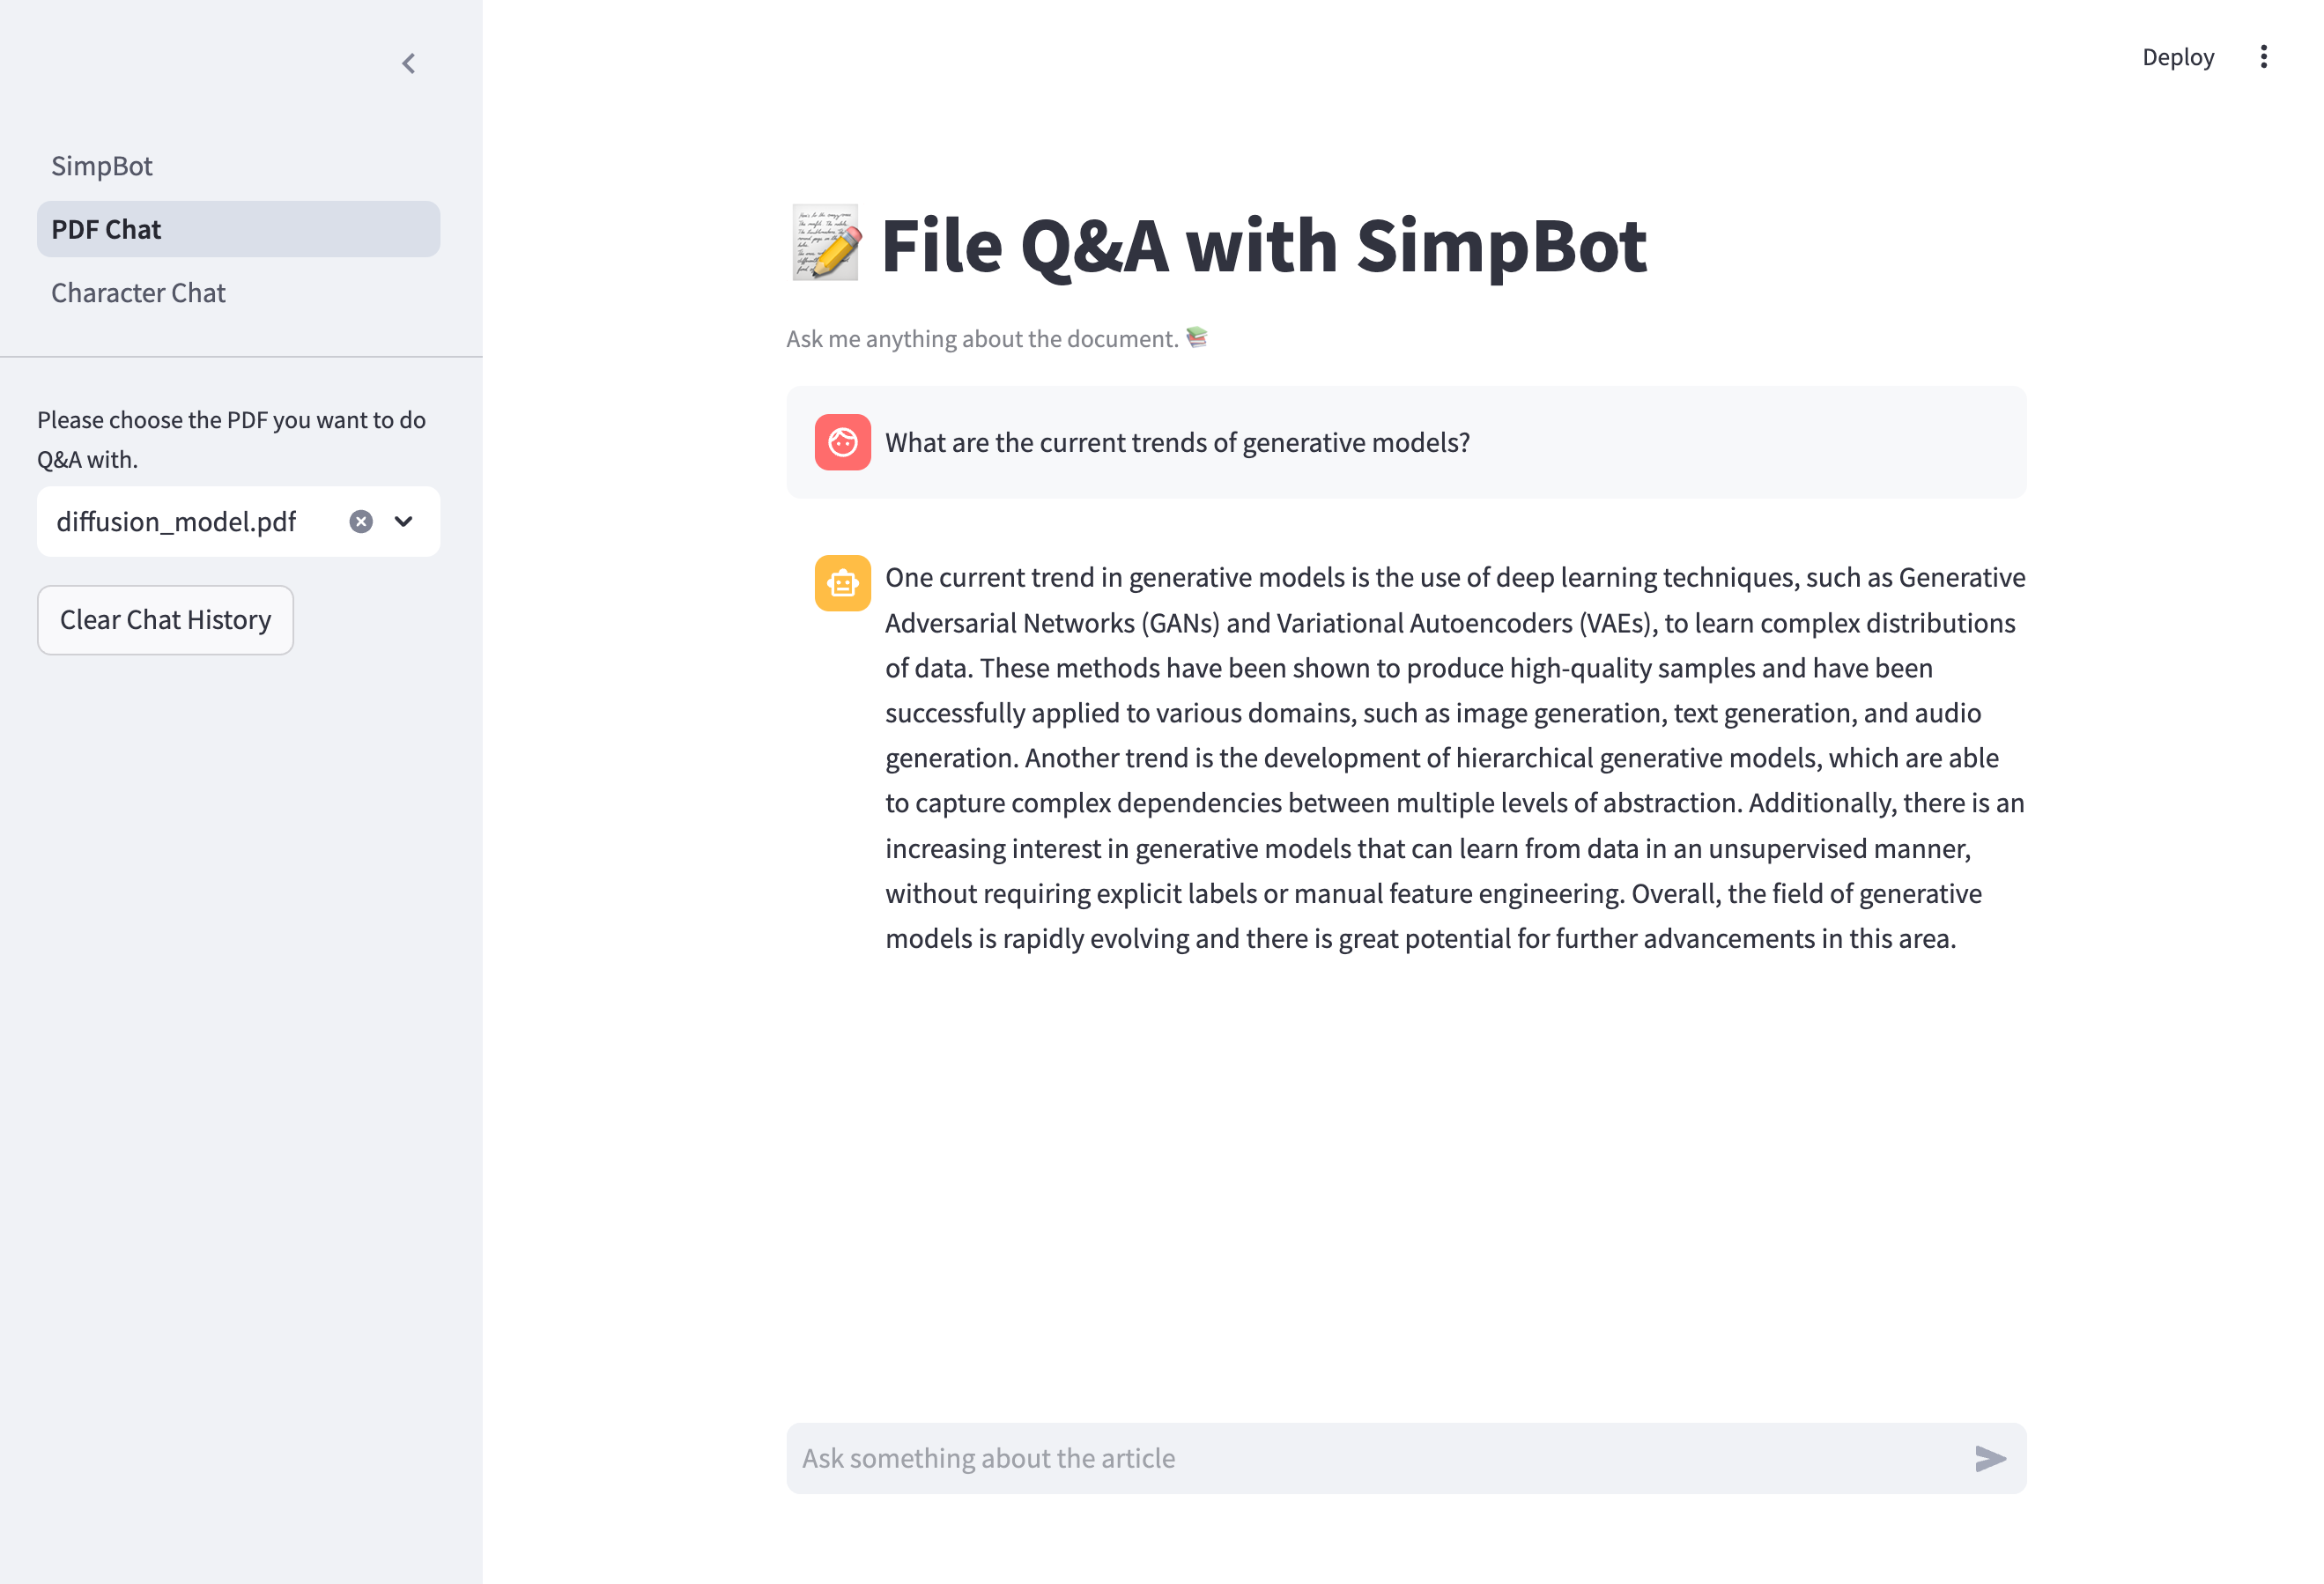 Deploy
SimpBot
PDF Chat
Character Chat
Please choose the PDF you want to do
Q&A with.
diffusion_model.pdf
Clear Chat History
File Q&A with SimpBot
Ask me anything about the document.
What are the current trends of generative models?
One current trend in generative models is the use of deep learning techniques, such as Generative
Adversarial Networks (GANs) and Variational Autoencoders (VAEs), to learn complex distributions
of data. These methods have been shown to produce high-quality samples and have been
successfully applied to various domains, such as image generation, text generation, and audio
generation. Another trend is the development of hierarchical generative models, which are able
to capture complex dependencies between multiple levels of abstraction. Additionally, there is an
increasing interest in generative models that can learn from data in an unsupervised manner,
without requiring explicit labels or manual feature engineering. Overall, the field of generative
models is rapidly evolving and there is great potential for further advancements in this area.
Ask something about the article